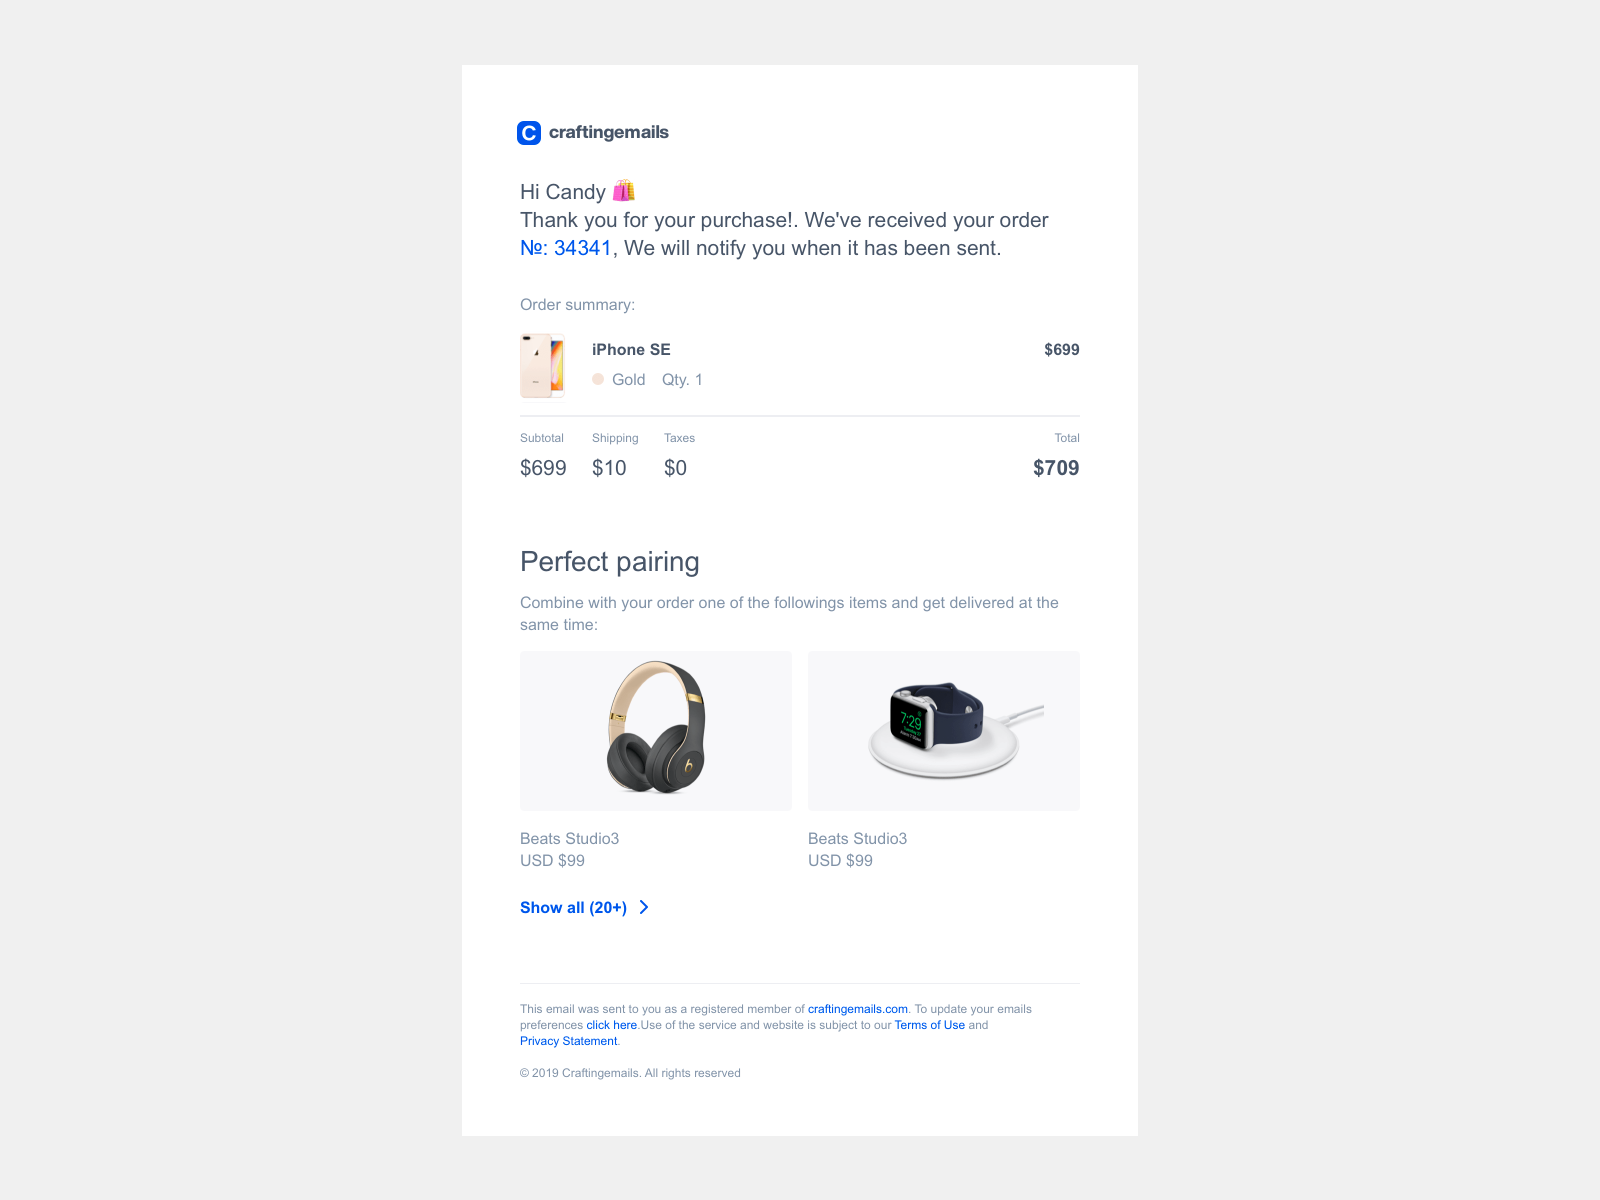 C craftingemails
Hi Candy 🛍️
Thank you for your purchase!. We've received your order
№: 34341, We will notify you when it has been sent.
Order summary:
iPhone SE $699
Gold Qty. 1
Subtotal Shipping Taxes Total
$699 $10 $0 $709
Perfect pairing
Combine with your order one of the followings items and get delivered at the
same time:
7:29
Beats Studio3 Beats Studio3
USD $99 USD $99
Show all (20+)
This email was sent to you as a registered member of craftingemails.com. To update your emails
preferences click here.Use of the service and website is subject to our Terms of Use and
Privacy Statement.
© 2019 Craftingemails. All rights reserved